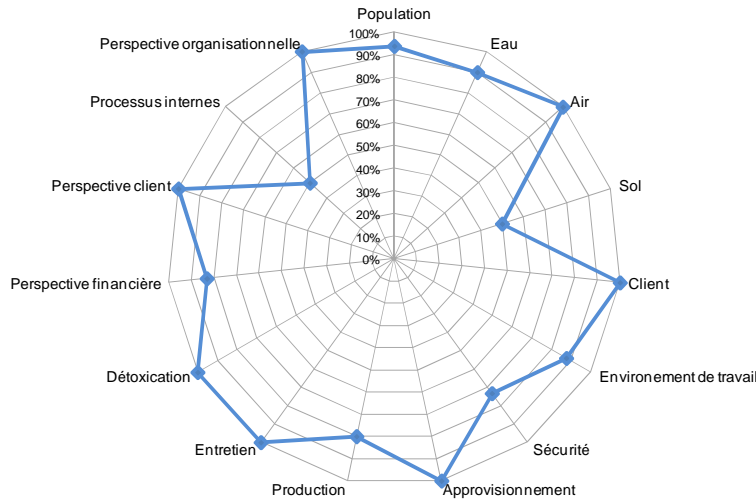 Population
Perspective organisationnelle
Eau
100%
90%
Processus internes
Air
80%
70%
60%
50%
Perspective client
Sol
40%
30%
20%
10%
0%
Perspective financière
Client
Détoxication
Environement de travail
Entretien
Sécurité
Production
Approvisionnement